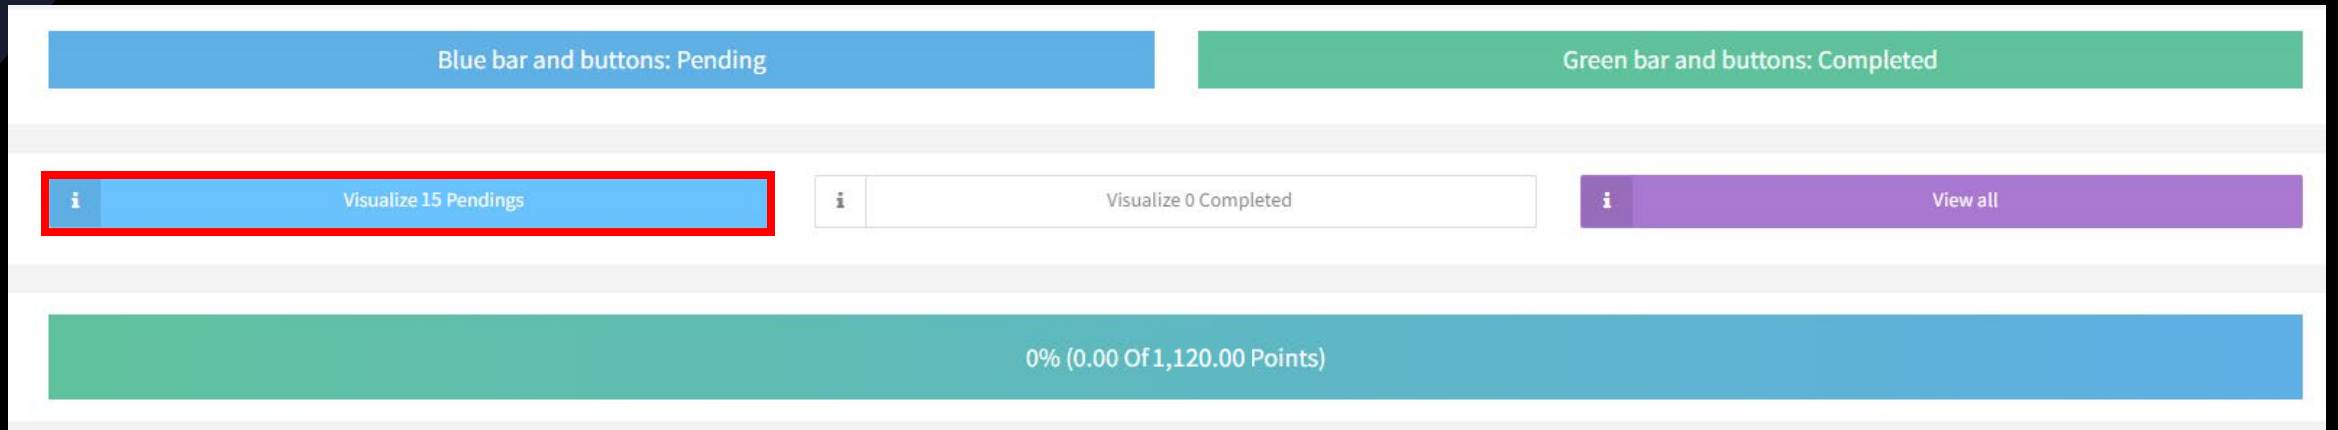 Blue bar and buttons: Pending
Green bar and buttons: Completed
i Visualize 15 Pendings
i Visualize 0 Completed
i View all
0% (0.00 Of 1,120.00 Points)